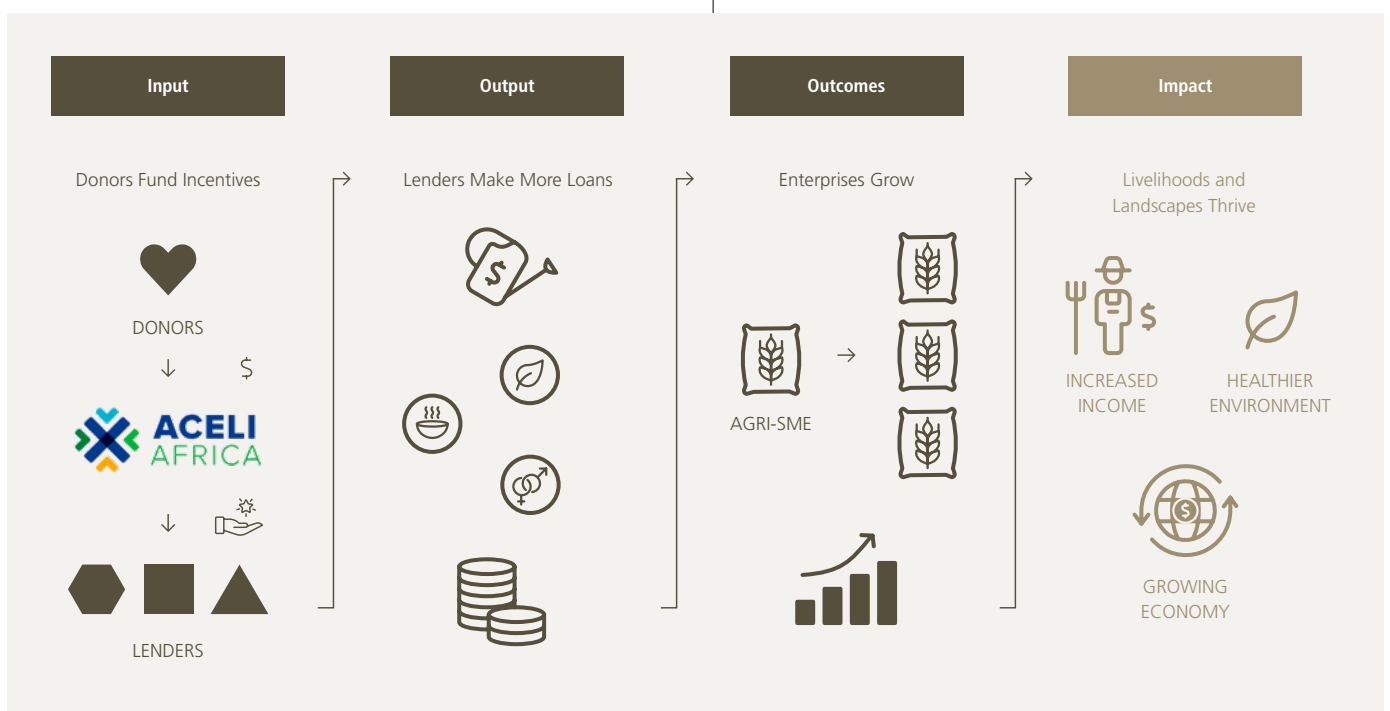 Input
Donors Fund Incentives
DONORS
$
ACELI
AFRICA
LENDERS
Output
Lenders Make More Loans
$
Outcomes
Enterprises Grow
AGRI-SME
Impact
Livelihoods and
Landscapes Thrive
$
INCREASED
INCOME
HEALTHIER
ENVIRONMENT
$
GROWING
ECONOMY